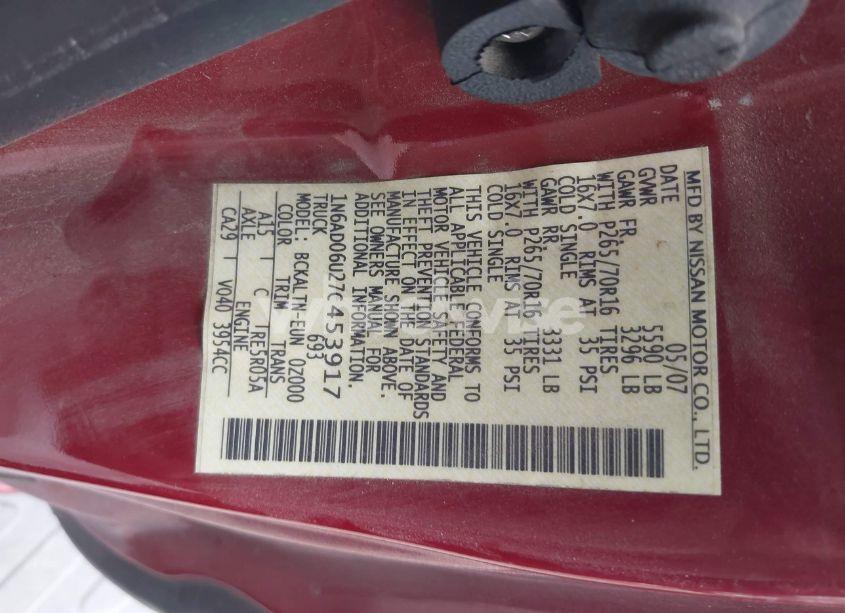 MFD BY NISSAN MOTOR CO., LTD.
DATE 05/07
GVWR 5590 LB
GAWR FR. 3296 LB
WITH P265/70R16 TIRES
16X7.0 RIMS AT 35 PSI
COLD SINGLE
GAWR RR. 3331 LB
WITH P265/70R16 TIRES
16X7.0 RIMS AT 35 PSI
COLD SINGLE
THIS VEHICLE CONFORMS TO
ALL APPLICABLE FEDERAL
MOTOR VEHICLE SAFETY AND
THEFT PREVENTION STANDARDS
IN EFFECT ON THE DATE OF
MANUFACTURE SHOWN ABOVE.
SEE OWNERS MANUAL FOR
ADDITIONAL INFORMATION.
1N6AD06U27C453917
TRUCK 693
MODEL: BCKALTN-EUN 0Z000
COLOR TRIM TRANS
A15 C RE5R05A
AXLE ENGINE
CA29 VQ40 3954CC